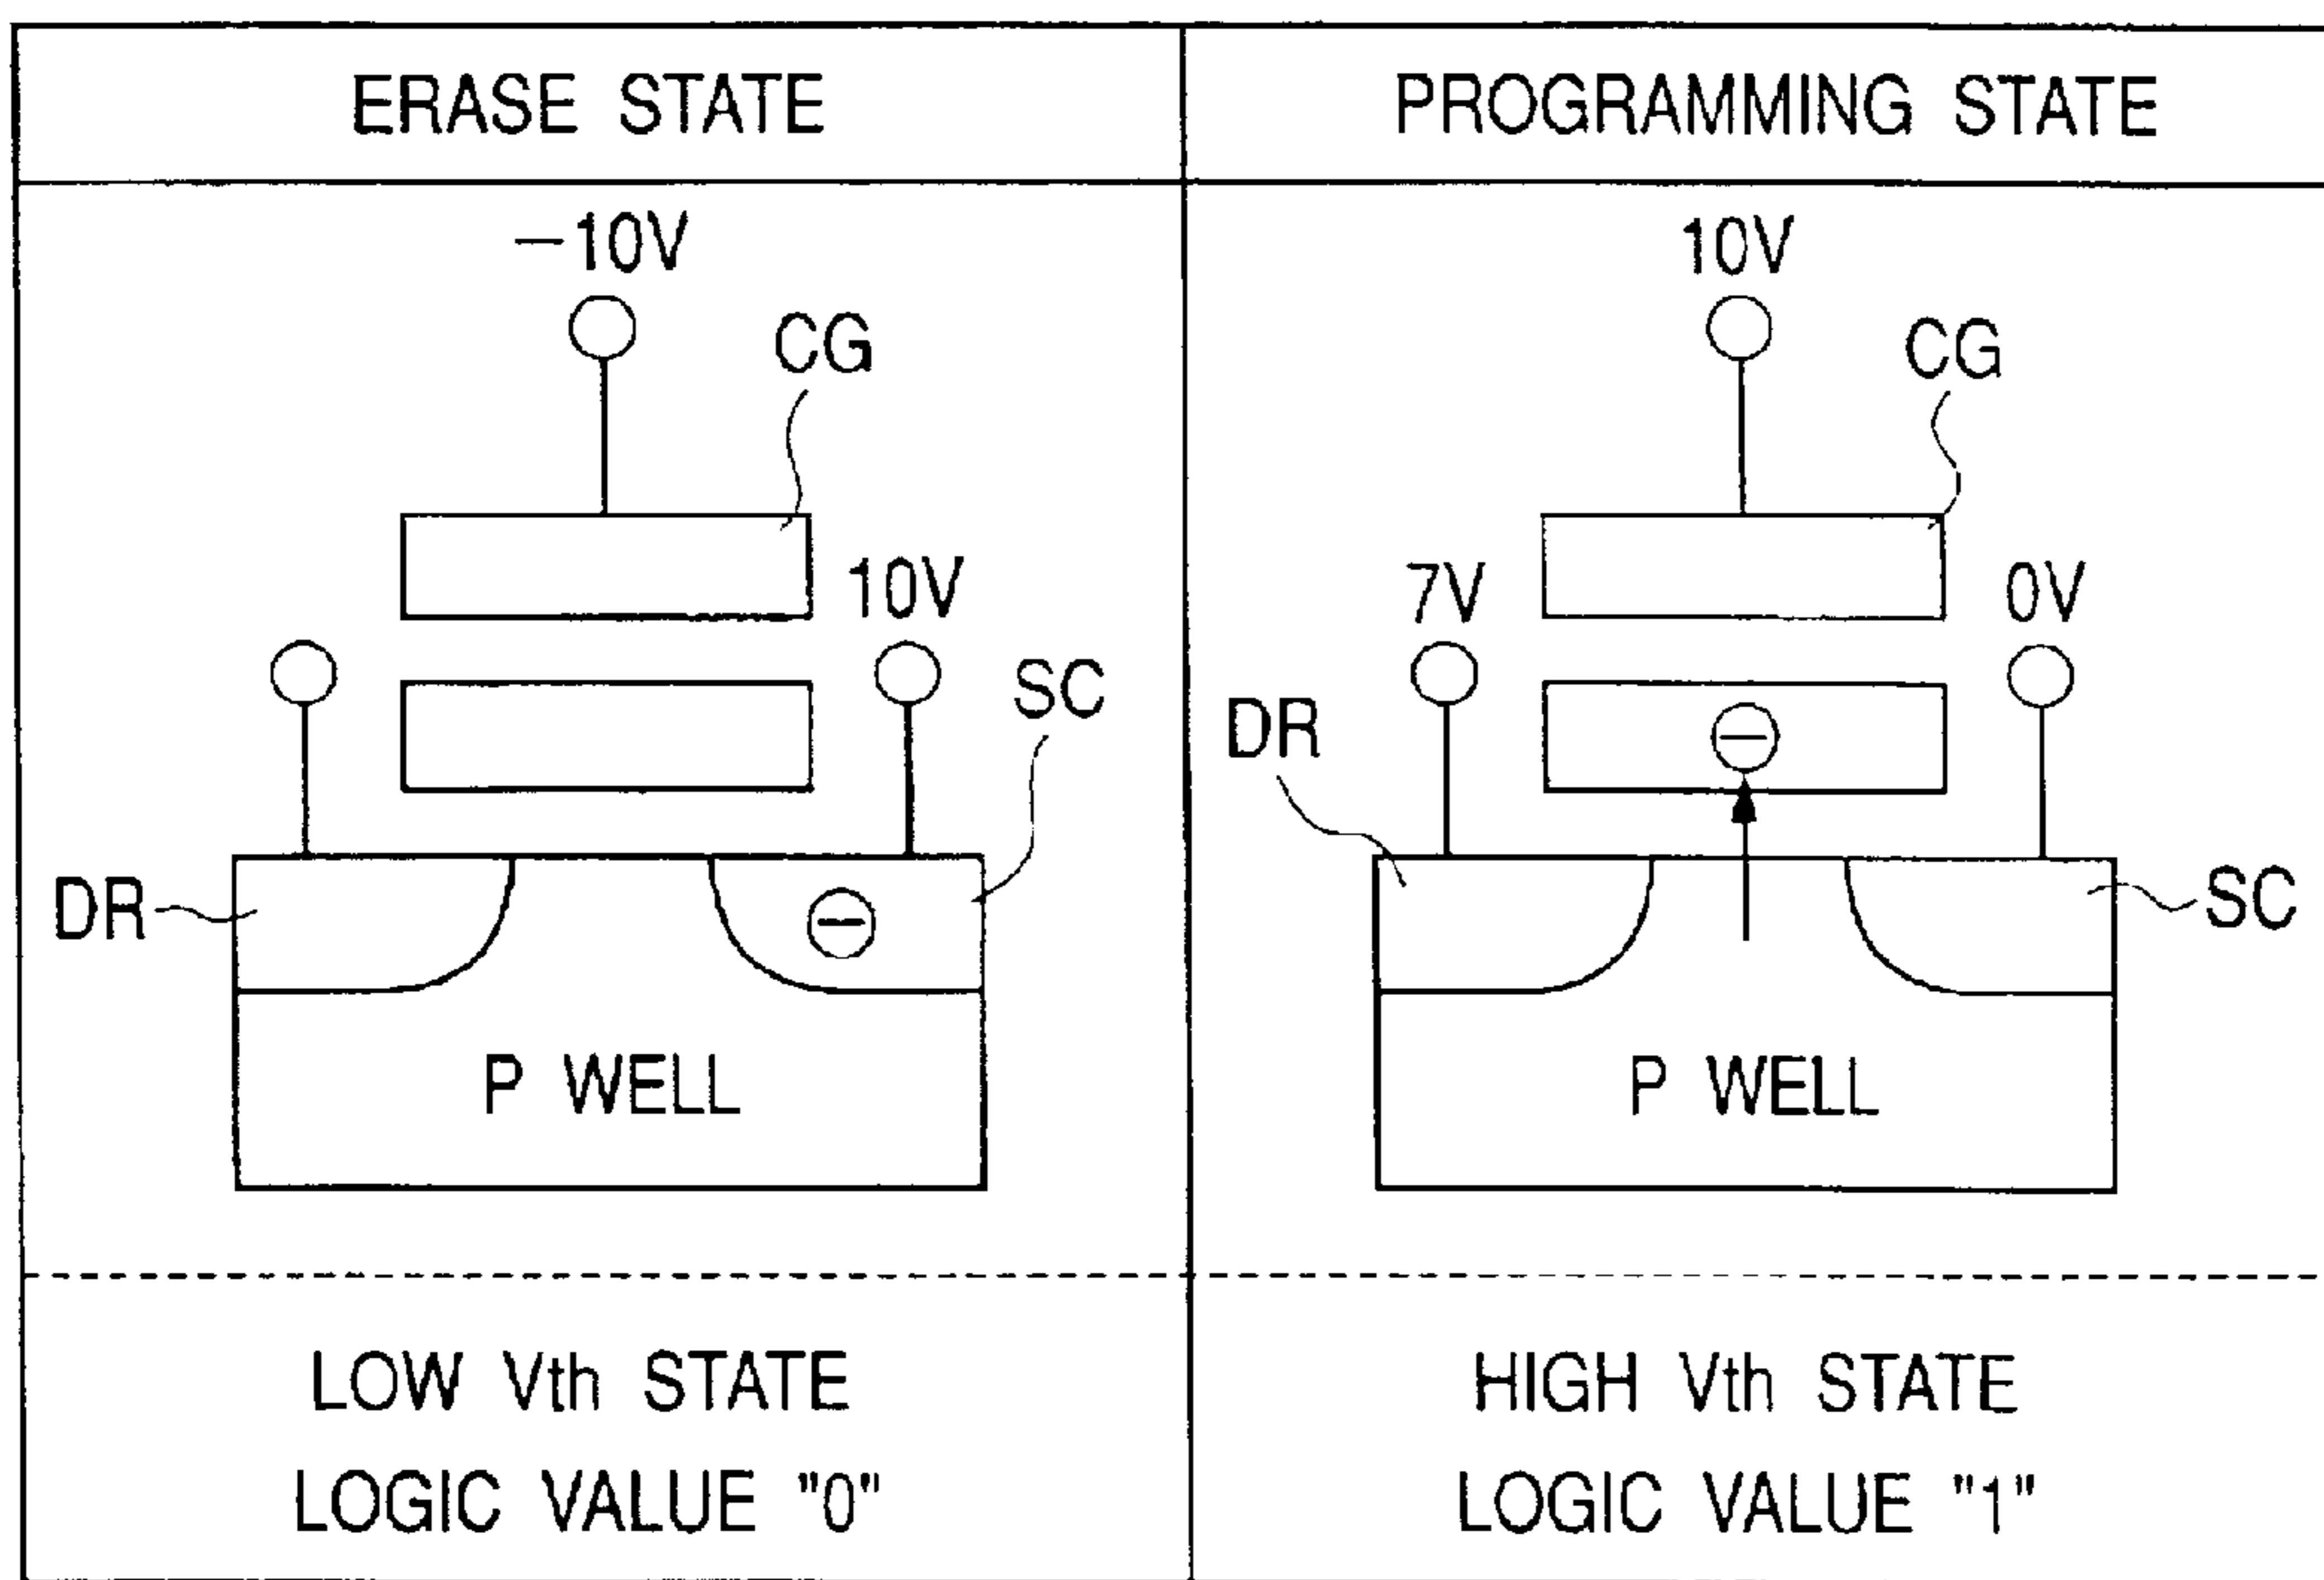 ERASE STATE
PROGRAMMING STATE
−10V
CG
10V
SC
DR
P WELL
10V
CG
7V
0V
DR
SC
P WELL
LOW Vth STATE
LOGIC VALUE "0"
HIGH Vth STATE
LOGIC VALUE "1"